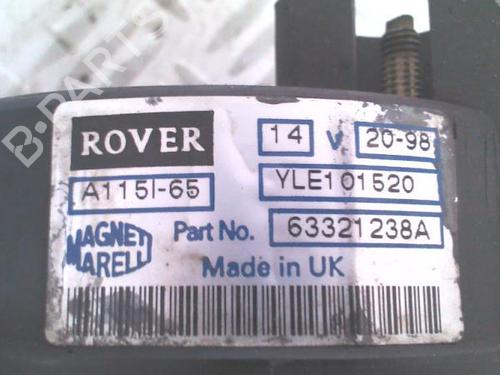 B-PARTS
ROVER 14 V 20-98
A115I-65 YLE101520
MAGNETI MARELLI Part No. 63321238A
Made in UK